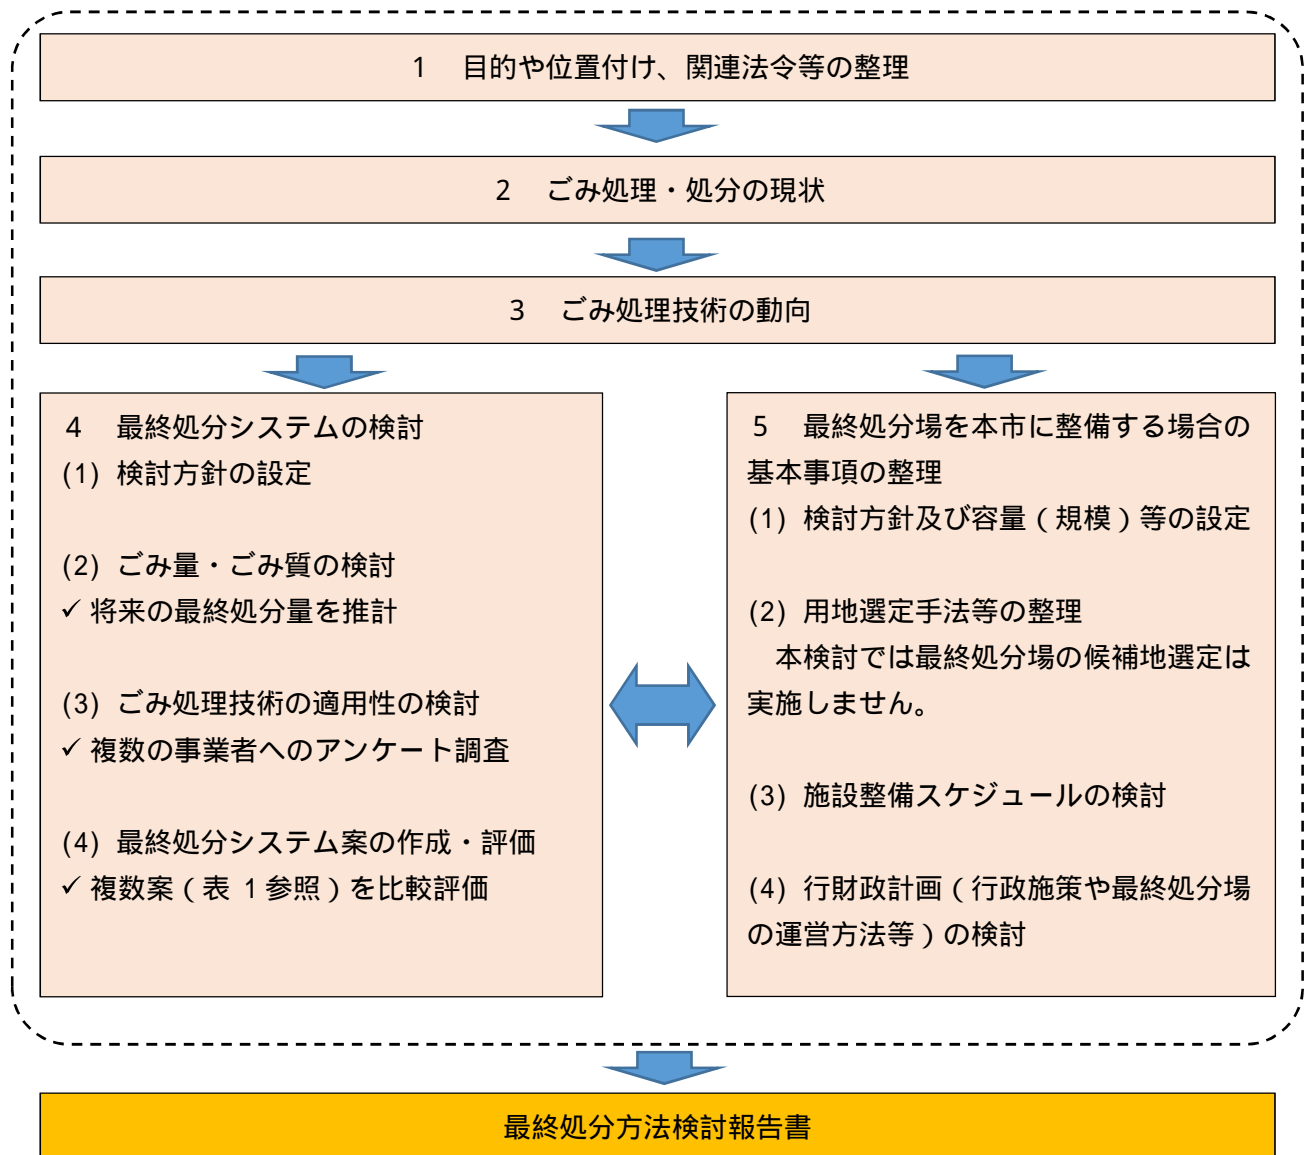 1 目的や位置付け、関連法令等の整理
2 ごみ処理・処分の現状
3 ごみ処理技術の動向
4 最終処分システムの検討
(1) 検討方針の設定
(2) ごみ量・ごみ質の検討
✓ 将来の最終処分量を推計
(3) ごみ処理技術の適用性の検討
✓ 複数の事業者へのアンケート調査
(4) 最終処分システム案の作成・評価
✓ 複数案(表 1 参照)を比較評価
5 最終処分場を本市に整備する場合の
基本事項の整理
(1) 検討方針及び容量(規模)等の設定
(2) 用地選定手法等の整理
本検討では最終処分場の候補地選定は
実施しません。
(3) 施設整備スケジュールの検討
(4) 行財政計画(行政施策や最終処分場
の運営方法等)の検討
最終処分方法検討報告書